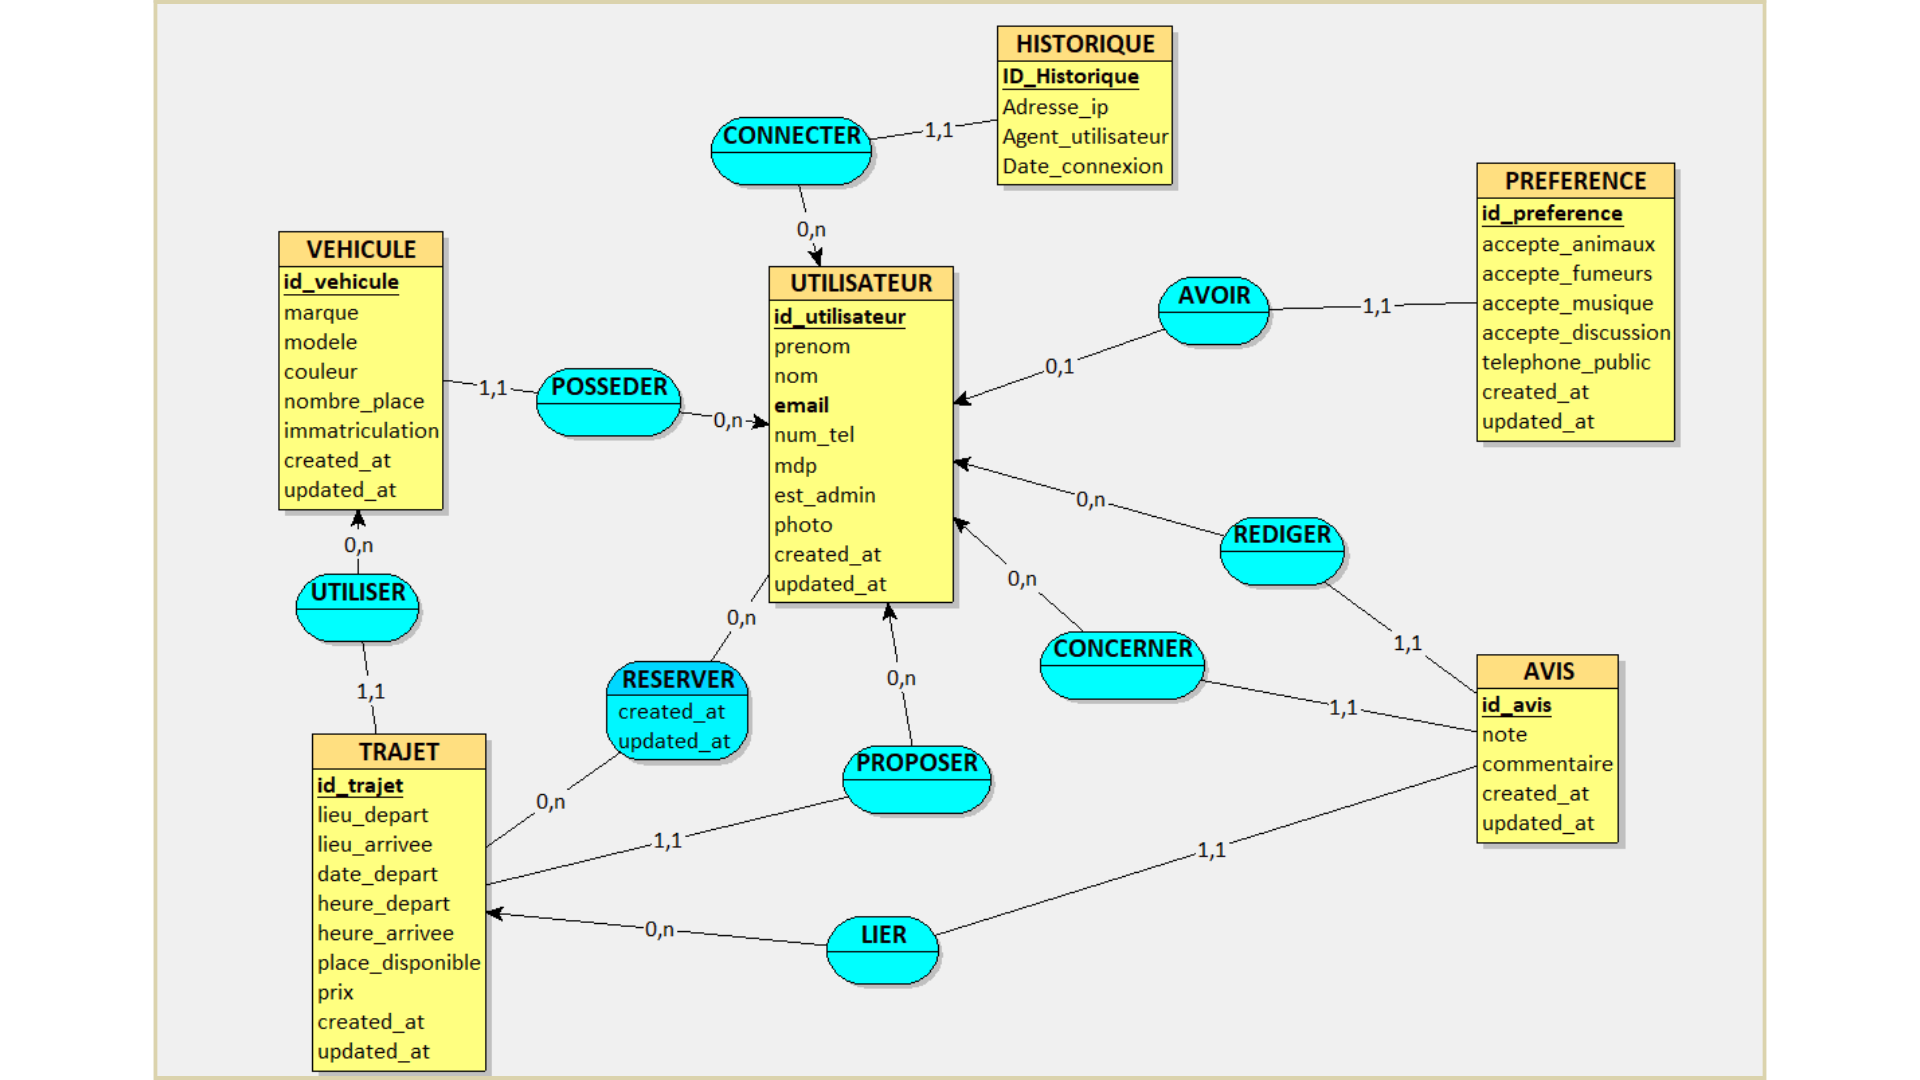 HISTORIQUE
ID_Historique
Adresse_ip
Agent_utilisateur
Date_connexion
CONNECTER
1,1
0,n
PREFERENCE
id_preference
accepte_animaux
accepte_fumeurs
accepte_musique
accepte_discussion
telephone_public
created_at
updated_at
VEHICULE
id_vehicule
marque
modele
couleur
nombre_place
immatriculation
created_at
updated_at
UTILISATEUR
id_utilisateur
prenom
nom
email
num_tel
mdp
est_admin
photo
created_at
updated_at
AVOIR
1,1
0,1
POSSEDER
1,1
0,n
REDIGER
0,n
1,1
UTILISER
0,n
1,1
CONCERNER
0,n
1,1
RESERVER
created_at
updated_at
0,n
0,n
PROPOSER
0,n
1,1
AVIS
id_avis
note
commentaire
created_at
updated_at
TRAJET
id_trajet
lieu_depart
lieu_arrivee
date_depart
heure_depart
heure_arrivee
place_disponible
prix
created_at
updated_at
LIER
0,n
1,1